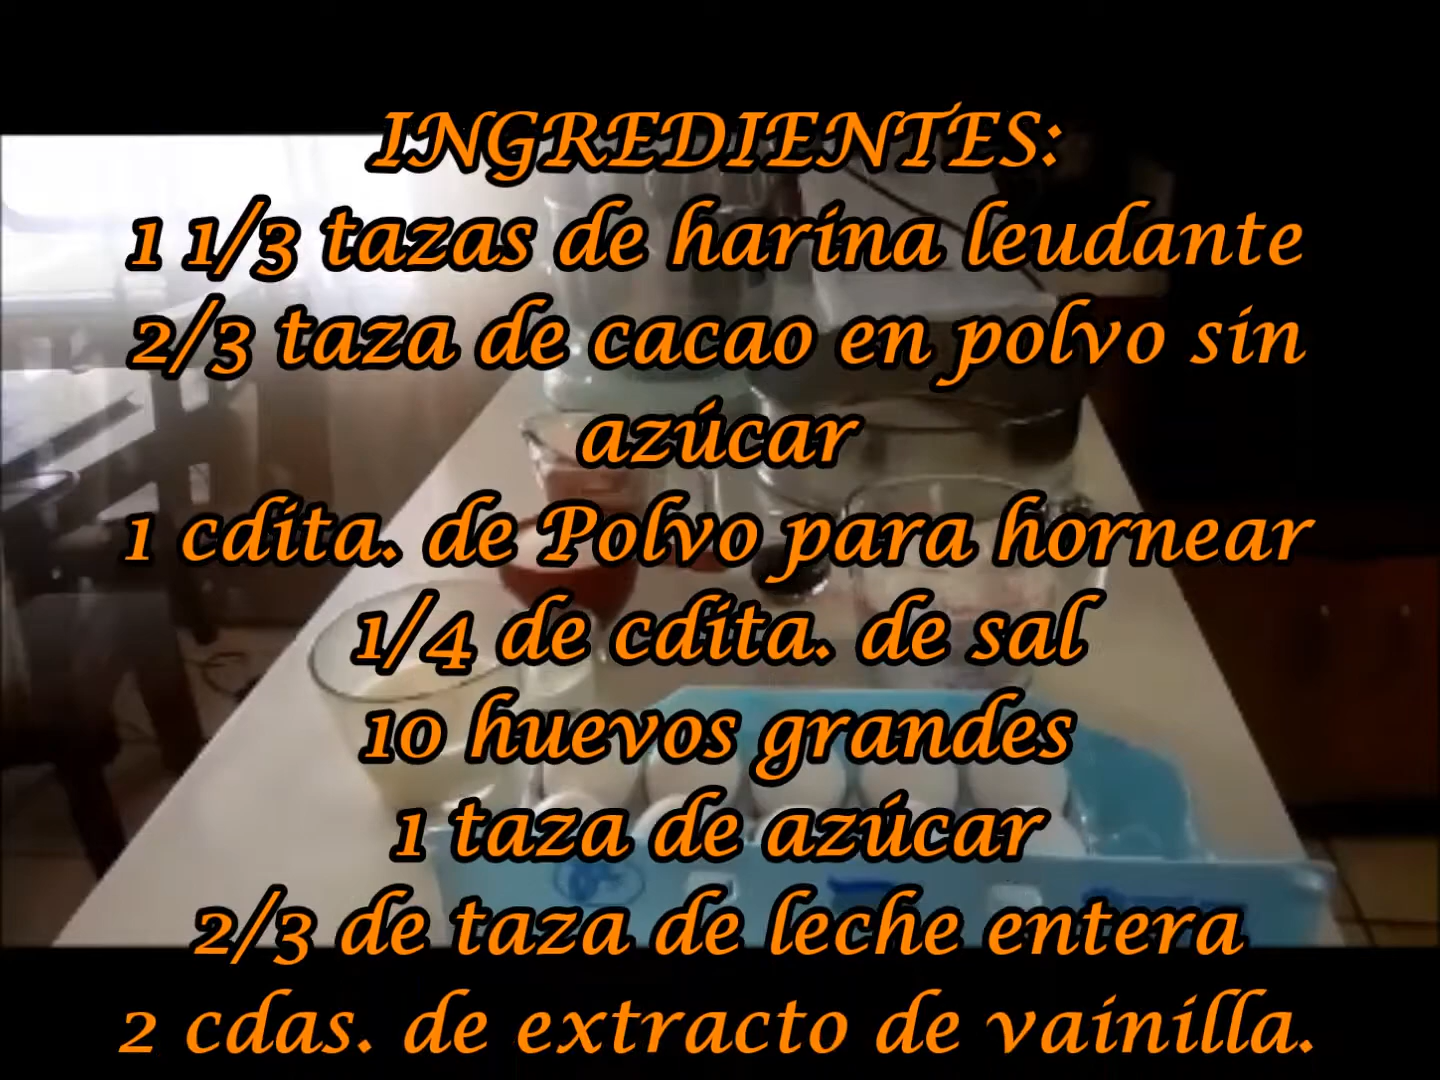 INGREDIENTES:
1 1/3 tazas de harina leudante
2/3 taza de cacao en polvo sin
azúcar
1 cdita. de Polvo para hornear
1/4 de cdita. de sal
10 huevos grandes
1 taza de azúcar
2/3 de taza de leche entera
2 cdas. de extracto de vainilla.